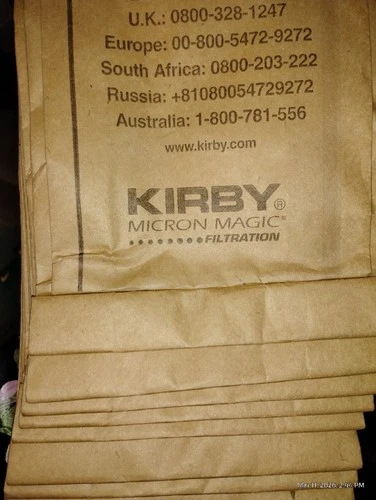 U.K.: 0800-328-1247
Europe: 00-800-5472-9272
South Africa: 0800-203-222
Russia: +81080054729272
Australia: 1-800-781-556
www.kirby.com
KIRBY®
MICRON MAGIC®
FILTRATION